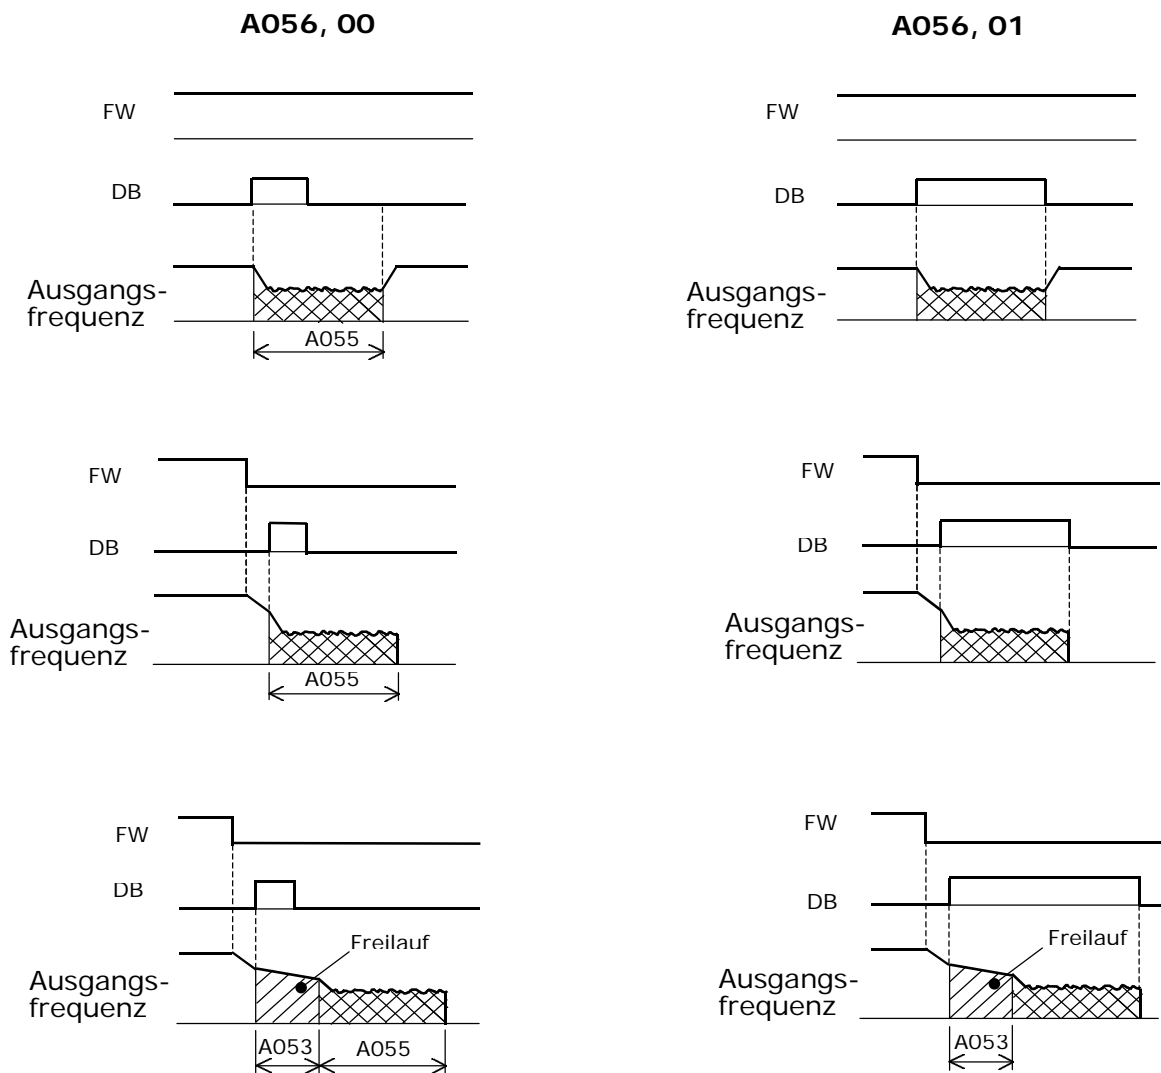 A056, 00
FW
DB
Ausgangs-
frequenz
A055
FW
DB
Ausgangs-
frequenz
A055
FW
DB
Freilauf
Ausgangs-
frequenz
A053
A055
A056, 01
FW
DB
Ausgangs-
frequenz
FW
DB
Ausgangs-
frequenz
FW
DB
Freilauf
Ausgangs-
frequenz
A053